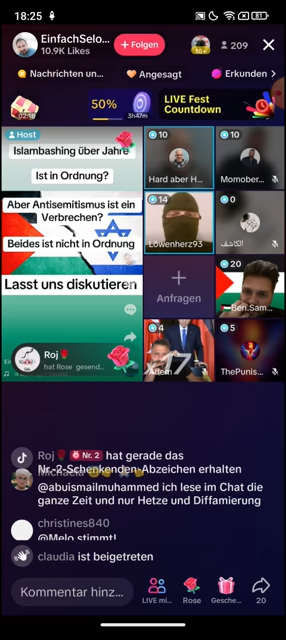 18:25
81
EinfachSelo...
10.9K Likes
+ Folgen
209
Nachrichten un...
Angesagt
Erkunden
02:18
50%
3h47m
LIVE Fest
Countdown
Host
Islambashing über Jahre
Ist in Ordnung?
Aber Antisemitismus ist ein
Verbrechen?
Beides ist nicht in Ordnung
Lasst uns diskutieren
10
Hard aber H...
10
Momober...
14
Löwenherz93
0
الكاشف
Anfragen
20
Ben.Sam...
4
Adem
5
ThePunis...
Roj
hat Rose gesend...
Roj Nr. 2 hat gerade das
Nr.-2-Schenkenden-Abzeichen erhalten
@abuismailmuhammed ich lese im Chat die
ganze Zeit und nur Hetze und Diffamierung
christines840
@Melo stimmt!
claudia ist beigetreten
Kommentar hinz...
LIVE mi...
Rose
Gesche...
20